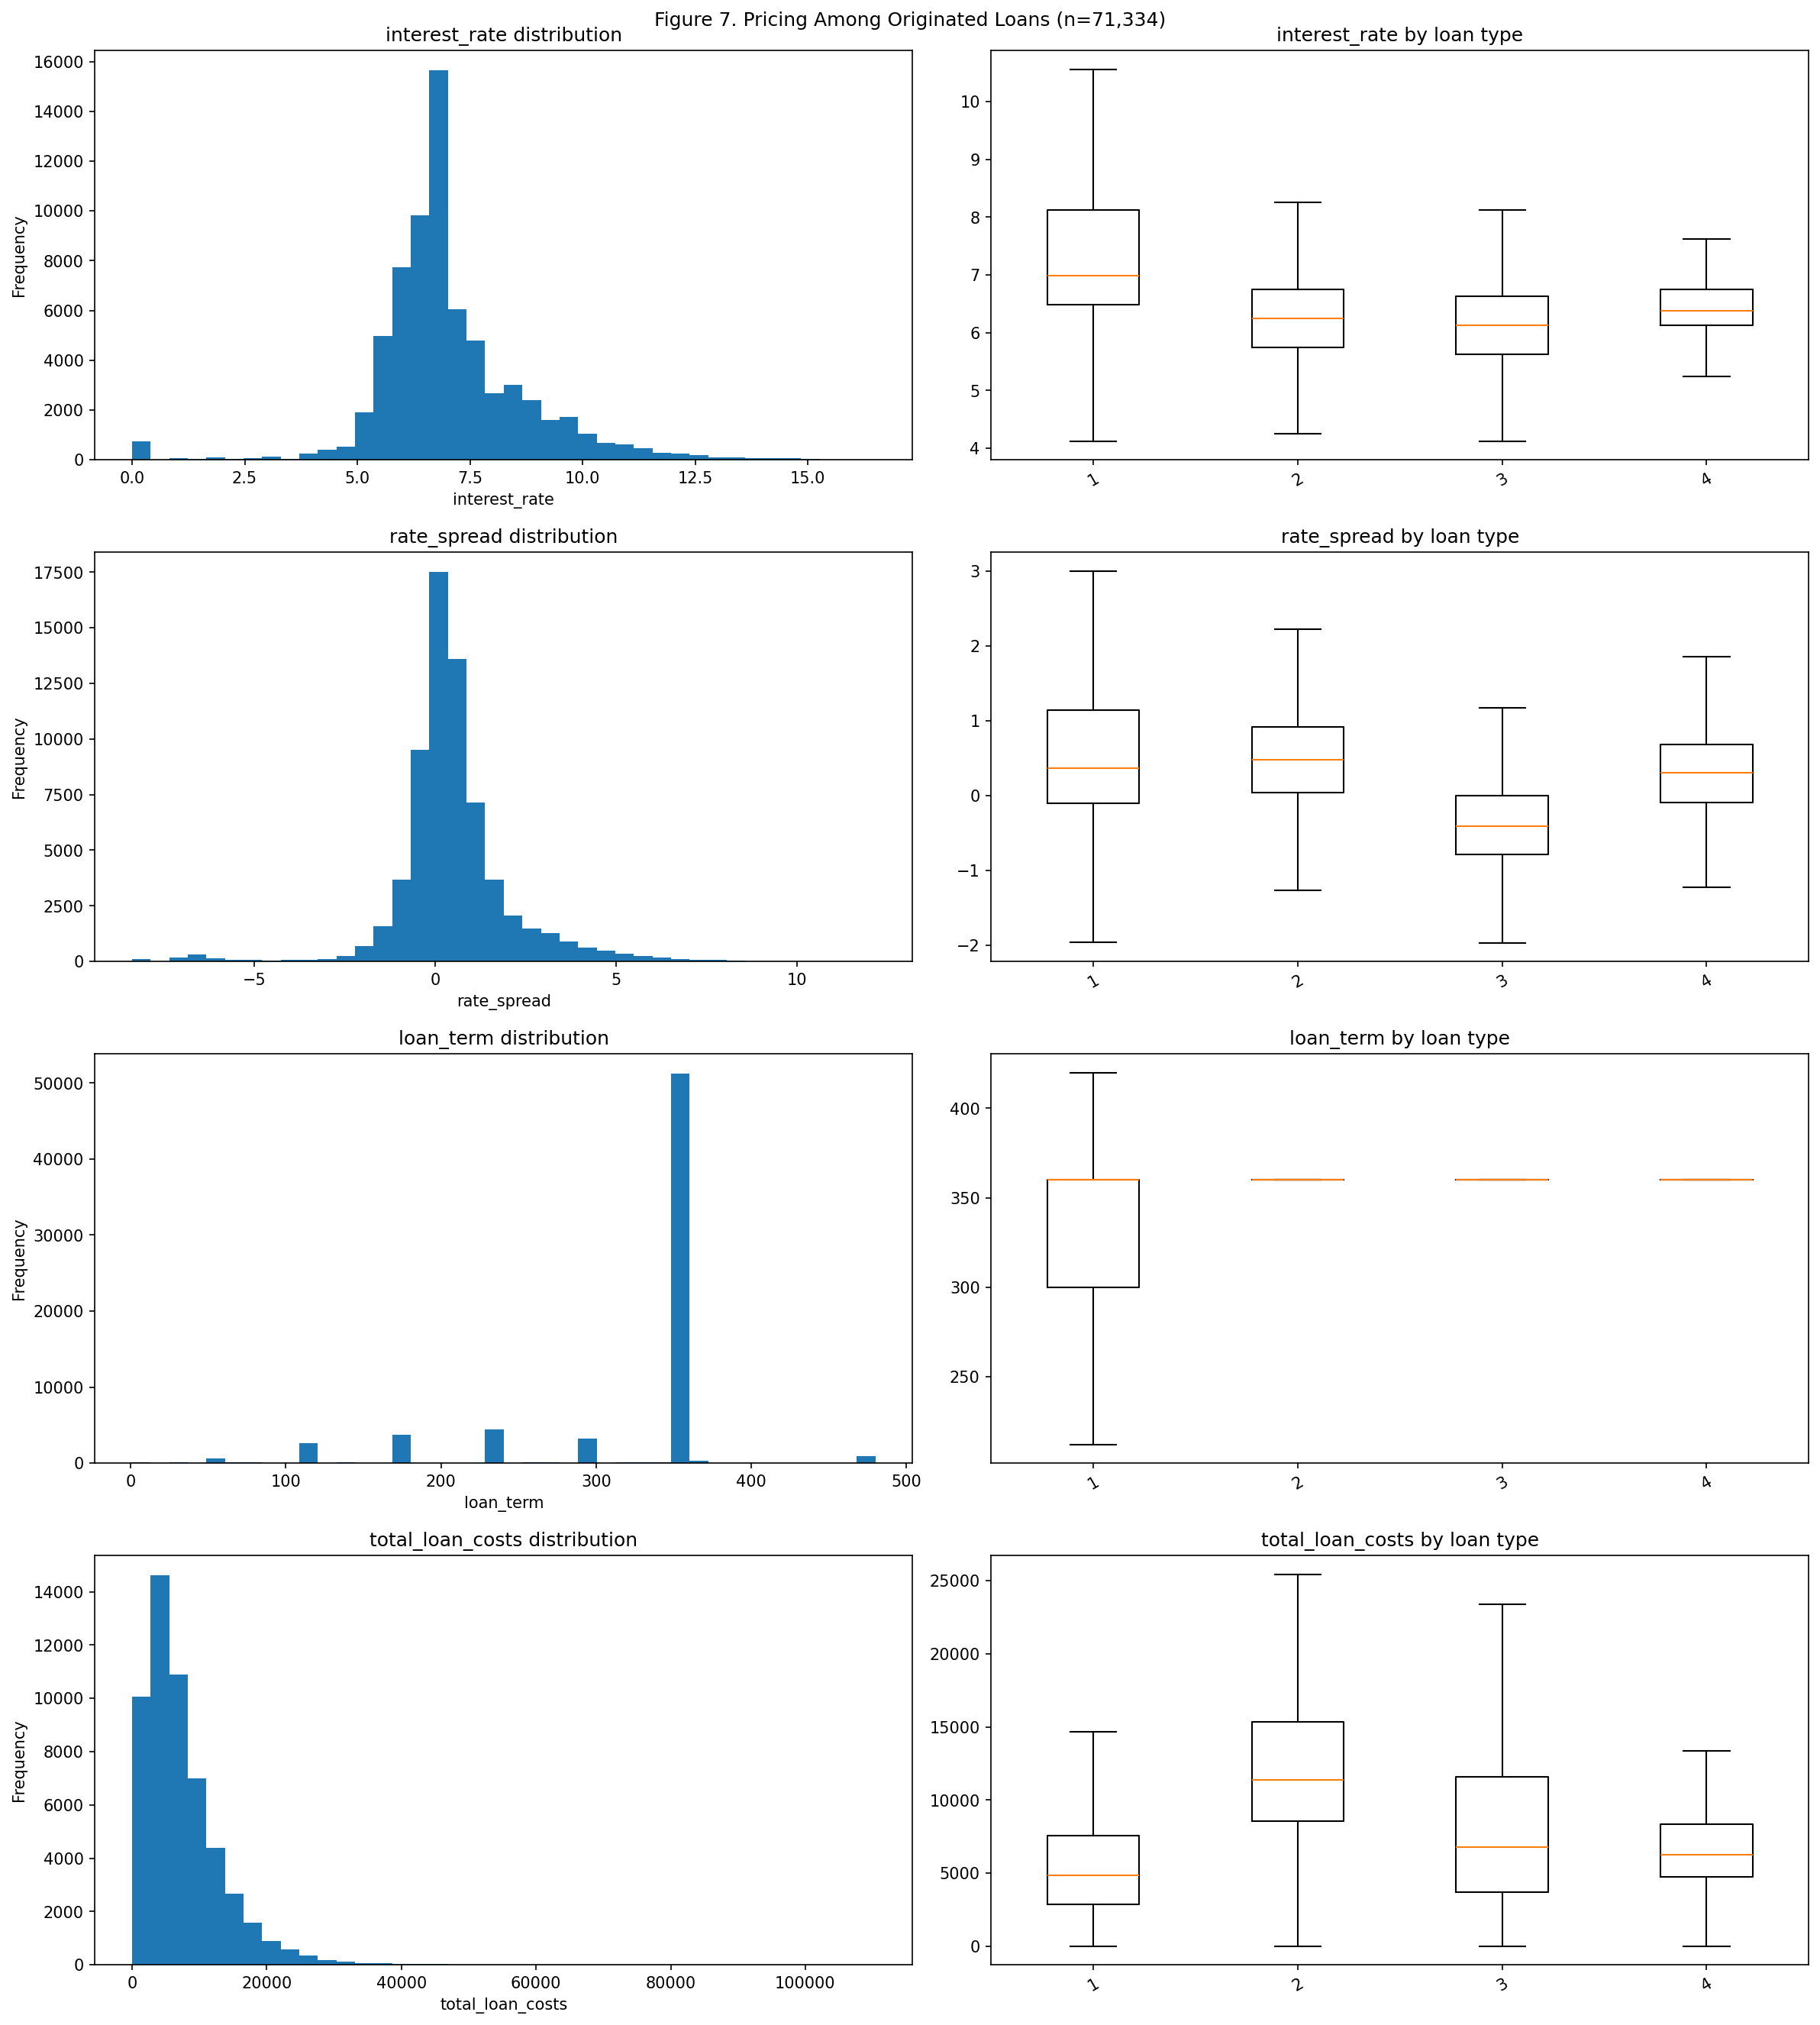 Figure 7. Pricing Among Originated Loans (n=71,334)
interest_rate distribution
Frequency
16000
14000
12000
10000
8000
6000
4000
2000
0
0.0 2.5 5.0 7.5 10.0 12.5 15.0
interest_rate
interest_rate by loan type
10
9
8
7
6
5
4
1 2 3 4
rate_spread distribution
Frequency
17500
15000
12500
10000
7500
5000
2500
0
−5 0 5 10
rate_spread
rate_spread by loan type
3
2
1
0
−1
−2
1 2 3 4
loan_term distribution
Frequency
50000
40000
30000
20000
10000
0
0 100 200 300 400 500
loan_term
loan_term by loan type
400
350
300
250
1 2 3 4
total_loan_costs distribution
Frequency
14000
12000
10000
8000
6000
4000
2000
0
0 20000 40000 60000 80000 100000
total_loan_costs
total_loan_costs by loan type
25000
20000
15000
10000
5000
0
1 2 3 4